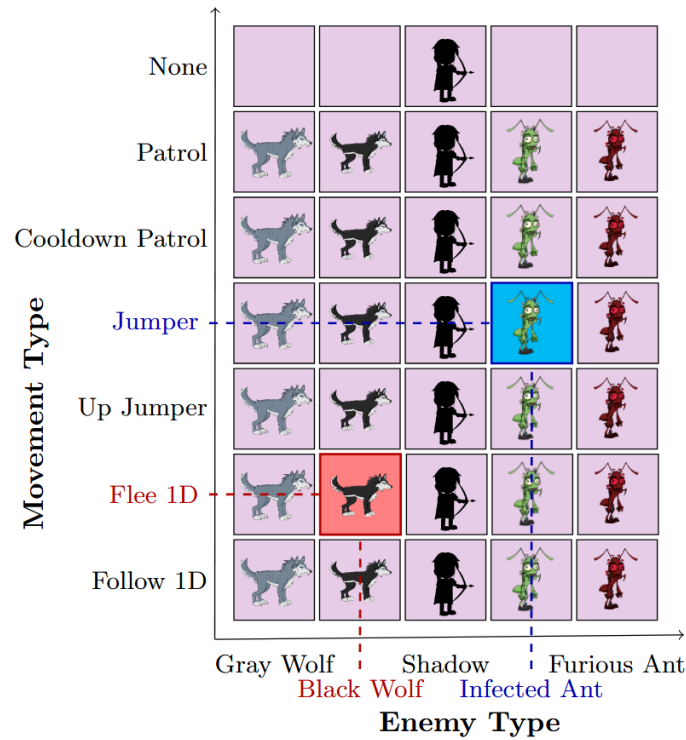 None
Patrol
Cooldown Patrol
Jumper
Up Jumper
Flee 1D
Follow 1D
Movement Type
Gray Wolf
Shadow
Furious Ant
Black Wolf
Infected Ant
Enemy Type